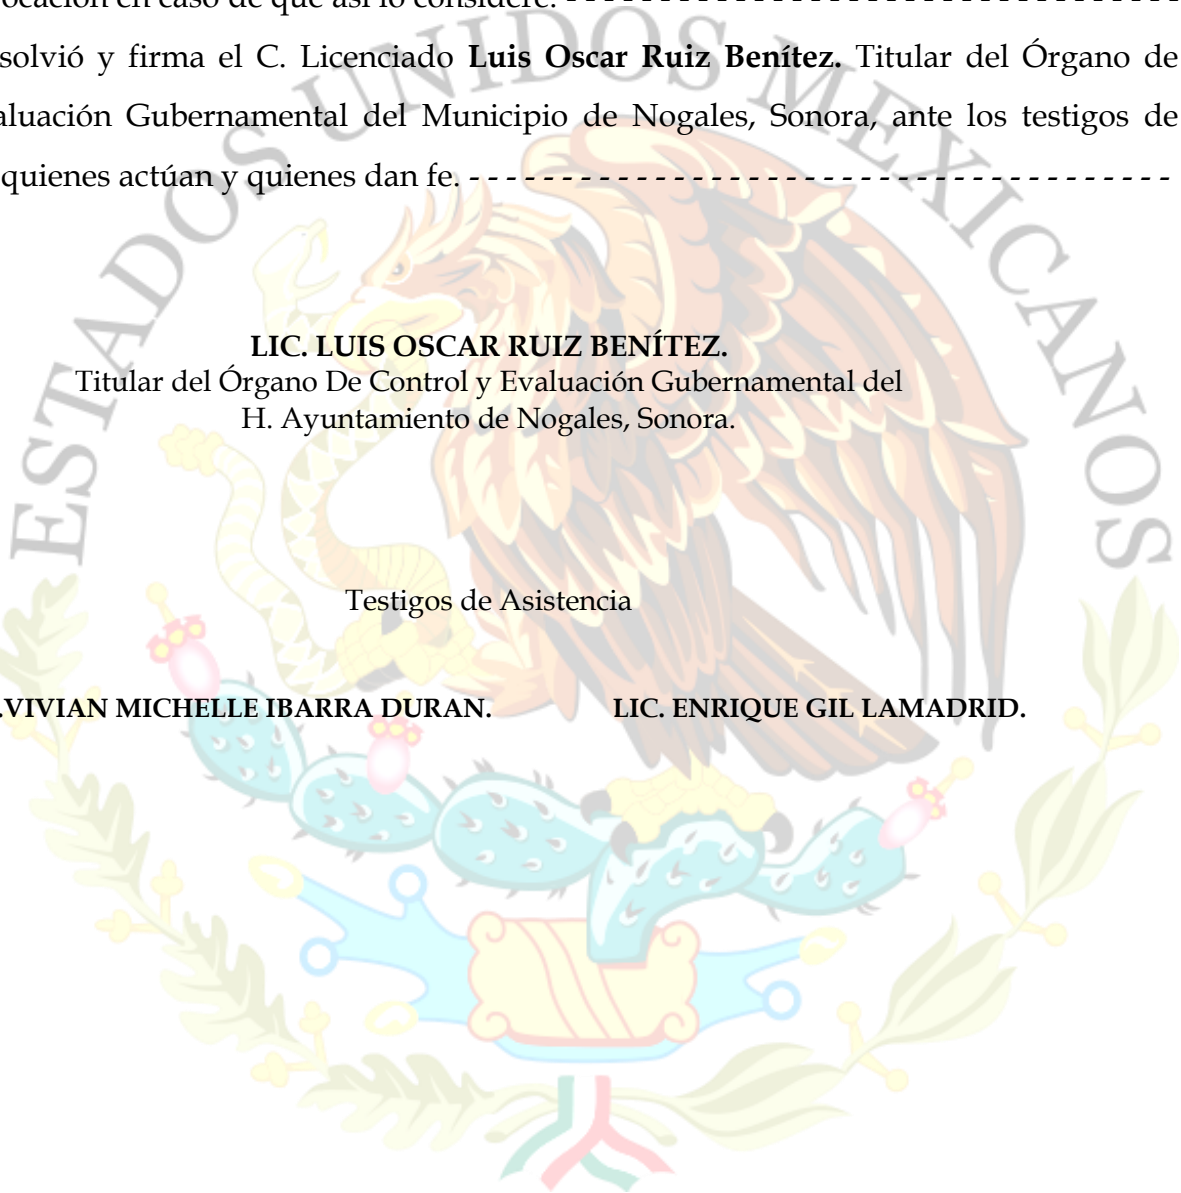 ocación en caso de que así lo considere. - - - - - - - - - - - - - - - - - - - - - - - - - - - - - - - - - -
solvió y firma el C. Licenciado Luis Oscar Ruiz Benítez. Titular del Órgano de
aluación Gubernamental del Municipio de Nogales, Sonora, ante los testigos de
quienes actúan y quienes dan fe. - - - - - - - - - - - - - - - - - - - - - - - - - - - - - - - - - - - - - -
ESTADOS UNIDOS MEXICANOS
LIC. LUIS OSCAR RUIZ BENÍTEZ.
Titular del Órgano De Control y Evaluación Gubernamental del
H. Ayuntamiento de Nogales, Sonora.
Testigos de Asistencia
.VIVIAN MICHELLE IBARRA DURAN. LIC. ENRIQUE GIL LAMADRID.